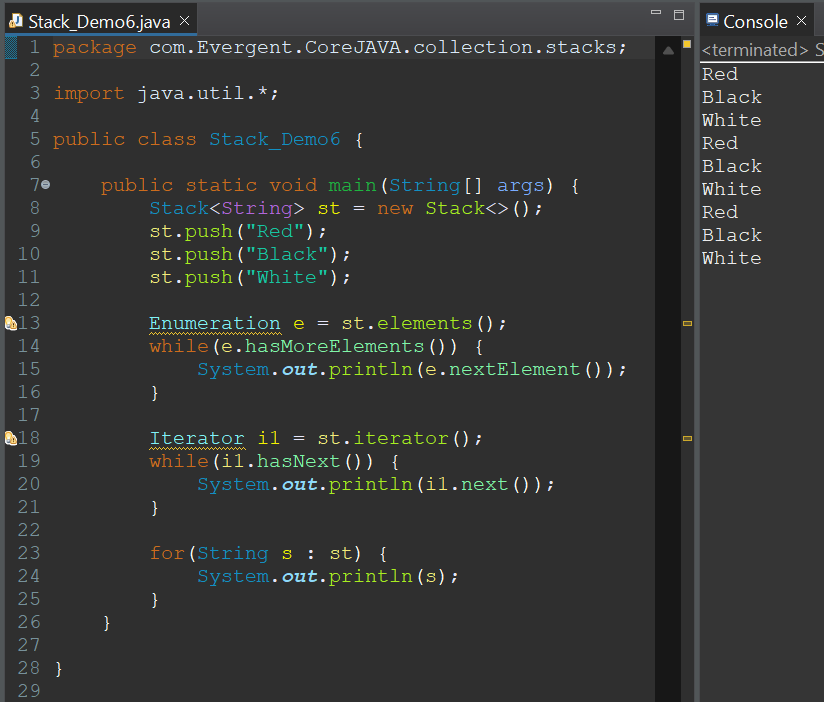 Stack_Demo6.java ×
1 package com.Evergent.CoreJAVA.collection.stacks;
2
3 import java.util.*;
4
5 public class Stack_Demo6 {
6
7     public static void main(String[] args) {
8         Stack<String> st = new Stack<>();
9         st.push("Red");
10         st.push("Black");
11         st.push("White");
12
13         Enumeration e = st.elements();
14         while(e.hasMoreElements()) {
15             System.out.println(e.nextElement());
16         }
17
18         Iterator i1 = st.iterator();
19         while(i1.hasNext()) {
20             System.out.println(i1.next());
21         }
22
23         for(String s : st) {
24             System.out.println(s);
25         }
26     }
27
28 }
29
Console ×
<terminated> S
Red
Black
White
Red
Black
White
Red
Black
White